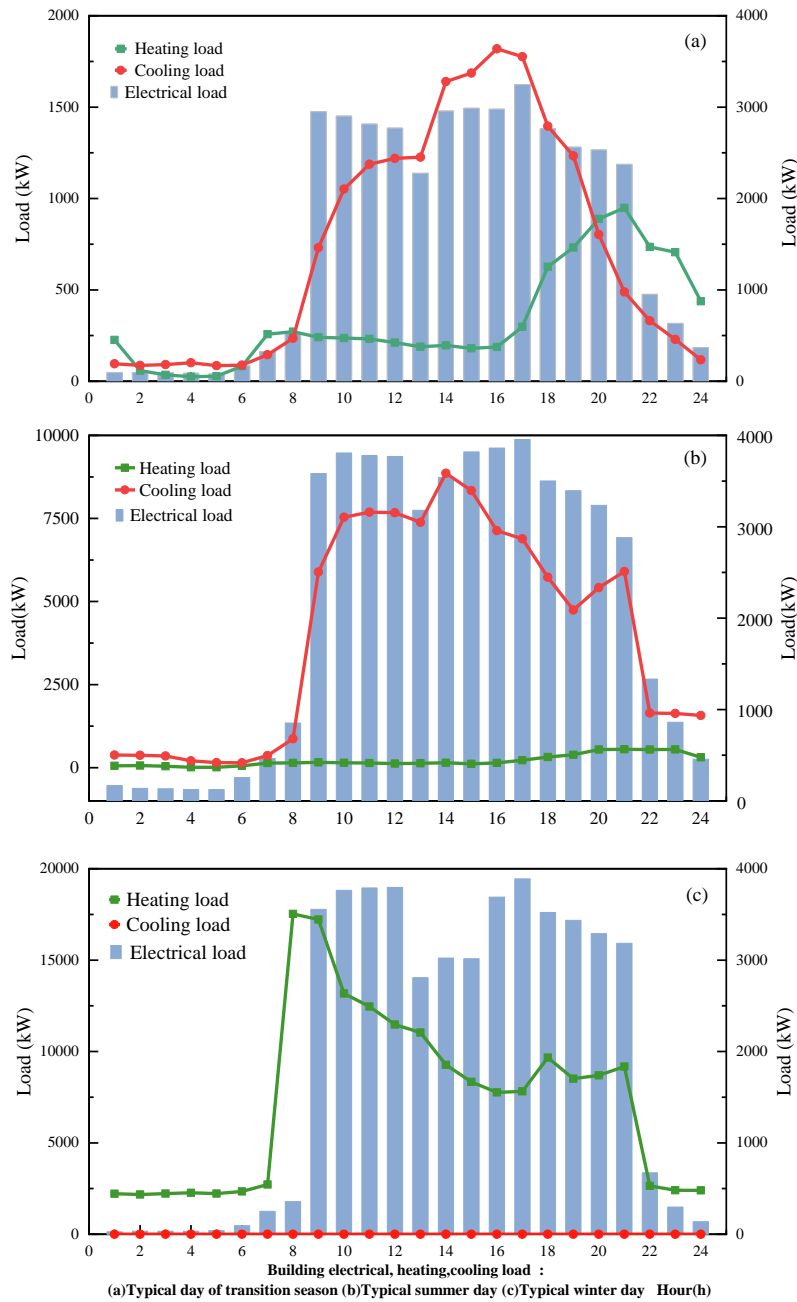 2000
4000
(a)
Heating load
Cooling load
Electrical load
1500
3000
Load (kW)
Load (kW)
1000
2000
500
1000
0
0
0 2 4 6 8 10 12 14 16 18 20 22 24
10000
4000
(b)
Heating load
Cooling load
Electrical load
7500
3000
Load(kW)
Load(kW)
5000
2000
2500
1000
0
0
0 2 4 6 8 10 12 14 16 18 20 22 24
20000
4000
(c)
Heating load
Cooling load
Electrical load
15000
3000
Load (kW)
Load (kW)
10000
2000
5000
1000
0
0
0 2 4 6 8 10 12 14 16 18 20 22 24
Building electrical, heating,cooling load :
(a)Typical day of transition season (b)Typical summer day (c)Typical winter day Hour(h)